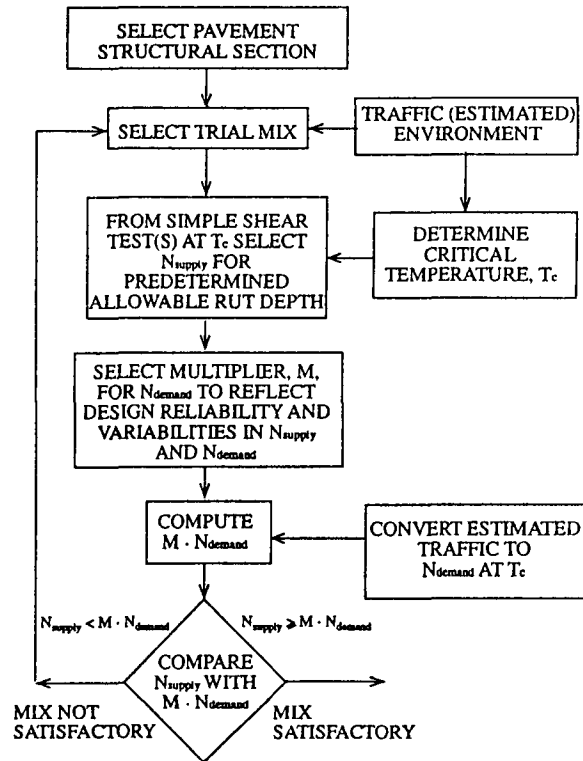 SELECT PAVEMENT
STRUCTURAL SECTION
SELECT TRIAL MIX
TRAFFIC (ESTIMATED)
ENVIRONMENT
FROM SIMPLE SHEAR
TEST(S) AT Tc SELECT
Nsupply FOR
PREDETERMINED
ALLOWABLE RUT DEPTH
DETERMINE
CRITICAL
TEMPERATURE, Tc
SELECT MULTIPLIER, M,
FOR Ndemand TO REFLECT
DESIGN RELIABILITY AND
VARIABILITIES IN Nsupply
AND Ndemand
COMPUTE
M · Ndemand
CONVERT ESTIMATED
TRAFFIC TO
Ndemand AT Tc
Nsupply < M · Ndemand
Nsupply ⩾ M · Ndemand
COMPARE
Nsupply WITH
M · Ndemand
MIX NOT
SATISFACTORY
MIX
SATISFACTORY